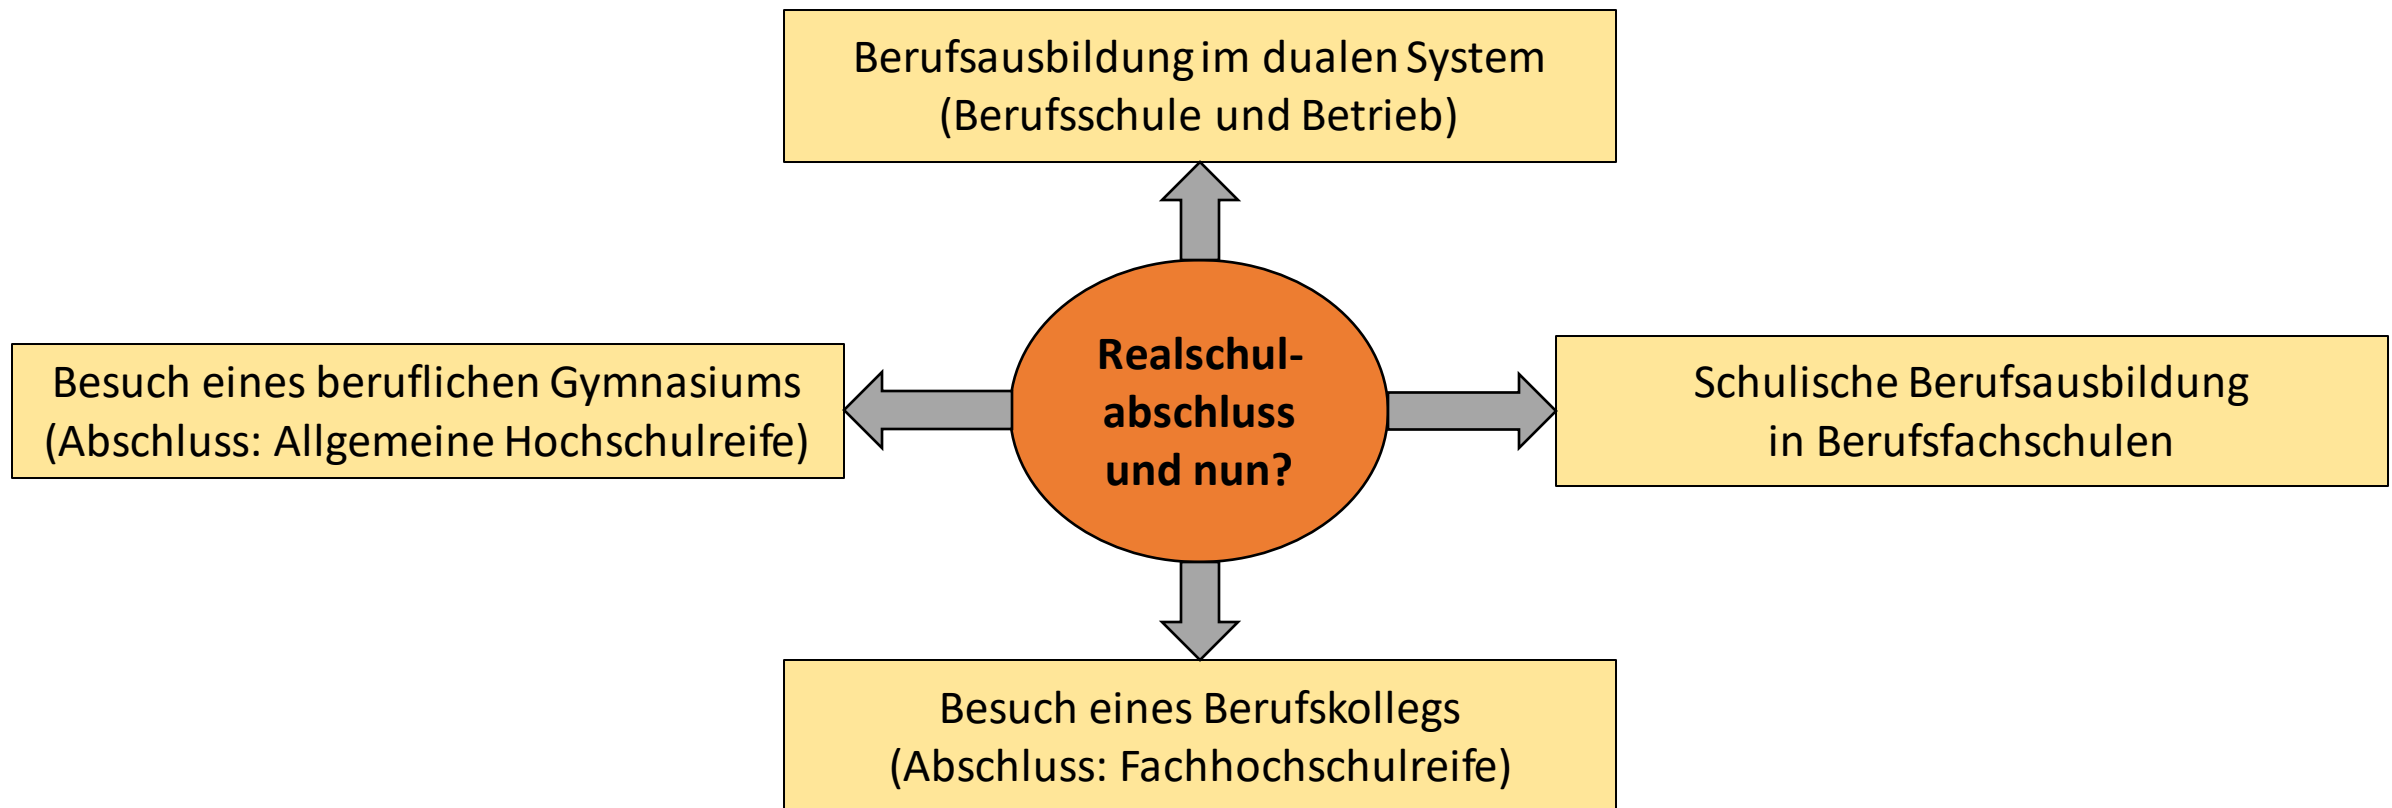 Berufsausbildung im dualen System
(Berufsschule und Betrieb)
Besuch eines beruflichen Gymnasiums
(Abschluss: Allgemeine Hochschulreife)
Realschul-
abschluss
und nun?
Schulische Berufsausbildung
in Berufsfachschulen
Besuch eines Berufskollegs
(Abschluss: Fachhochschulreife)